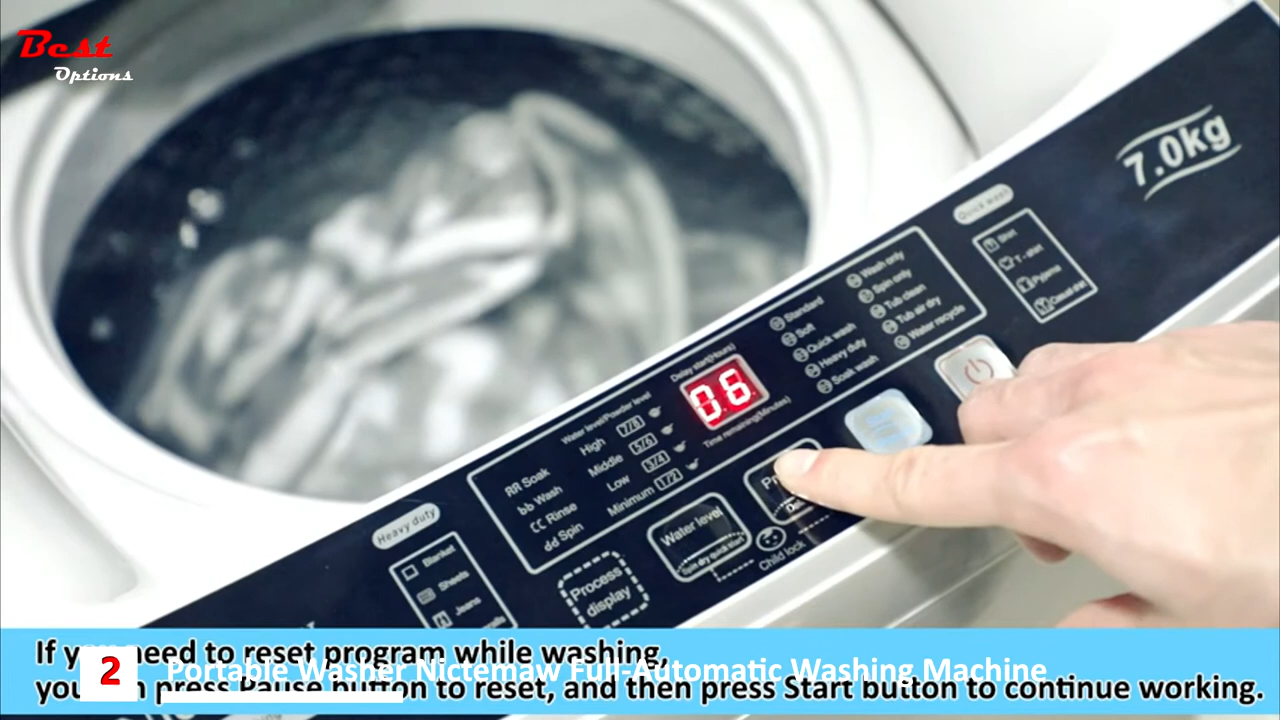 Best
Options
7.0kg
Quick wash
Shirt
T-shirt
Pyjama
Wash only
Spin only
Tub clean
Tub air dry
Water recycle
Standard
Soft
Quick wash
Heavy duty
Soak wash
Delay start(Hours)
06
Time remaining(Minutes)
Water level/Powder level
High 7/8
Middle 5/6
Low 3/4
Minimum 1/2
RR Soak
bb Wash
CC Rinse
dd Spin
Heavy duty
Blanket
Sheets
Jeans
Process
display
Water level
Child lock
If you need to reset program while washing,
you can press Pause button to reset, and then press Start button to continue working.
2
Portable Washer Nictemaw Full-Automatic Washing Machine